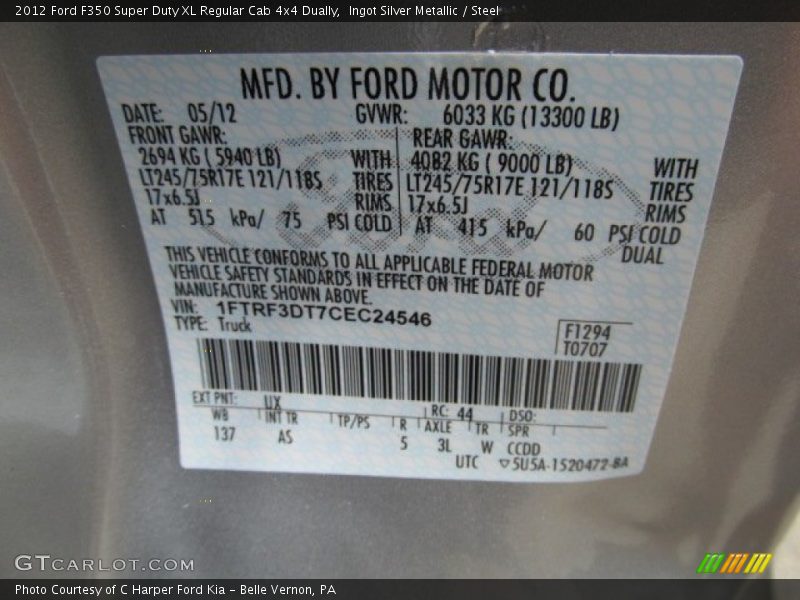 2012 Ford F350 Super Duty XL Regular Cab 4x4 Dually,  Ingot Silver Metallic / Steel
MFD. BY FORD MOTOR CO.
DATE: 05/12 GVWR: 6033 KG (13300 LB)
FRONT GAWR: REAR GAWR:
2694 KG ( 5940 LB) WITH 4082 KG ( 9000 LB) WITH
LT245/75R17E 121/118S TIRES LT245/75R17E 121/118S TIRES
17x6.5J RIMS 17x6.5J RIMS
AT 515 kPa/ 75 PSI COLD AT 415 kPa/ 60 PSI COLD
DUAL
THIS VEHICLE CONFORMS TO ALL APPLICABLE FEDERAL MOTOR
VEHICLE SAFETY STANDARDS IN EFFECT ON THE DATE OF
MANUFACTURE SHOWN ABOVE.
VIN: 1FTRF3DT7CEC24546
TYPE: Truck
F1294
T0707
EXT PNT: UX RC: 44 DSO:
WB INT TR TP/PS R AXLE TR SPR
137 AS 5 3L W CCDD
UTC ▽5U5A-1520472-BA
GTCARLOT.COM
Photo Courtesy of C Harper Ford Kia – Belle Vernon, PA